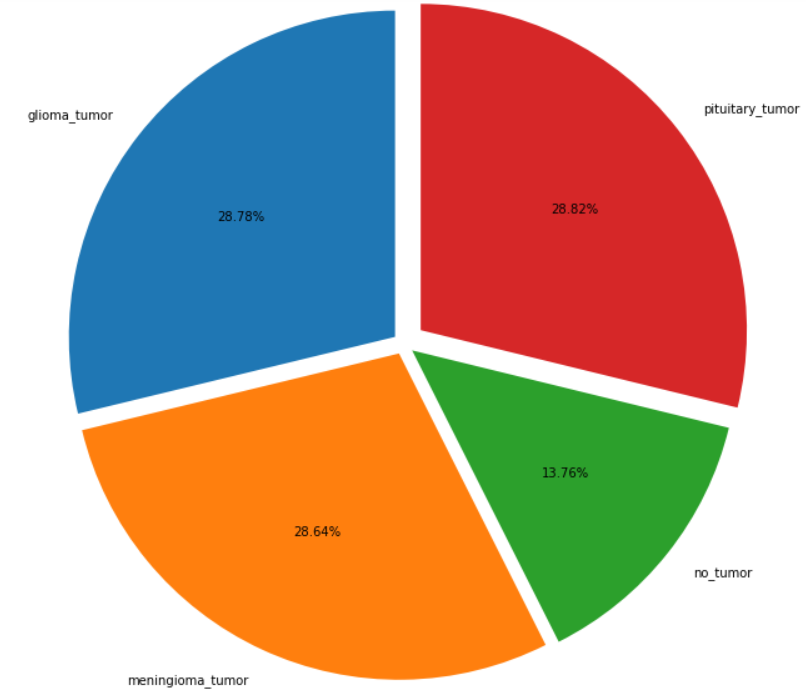 pituitary_tumor
glioma_tumor
28.82%
28.78%
13.76%
28.64%
no_tumor
meningioma_tumor